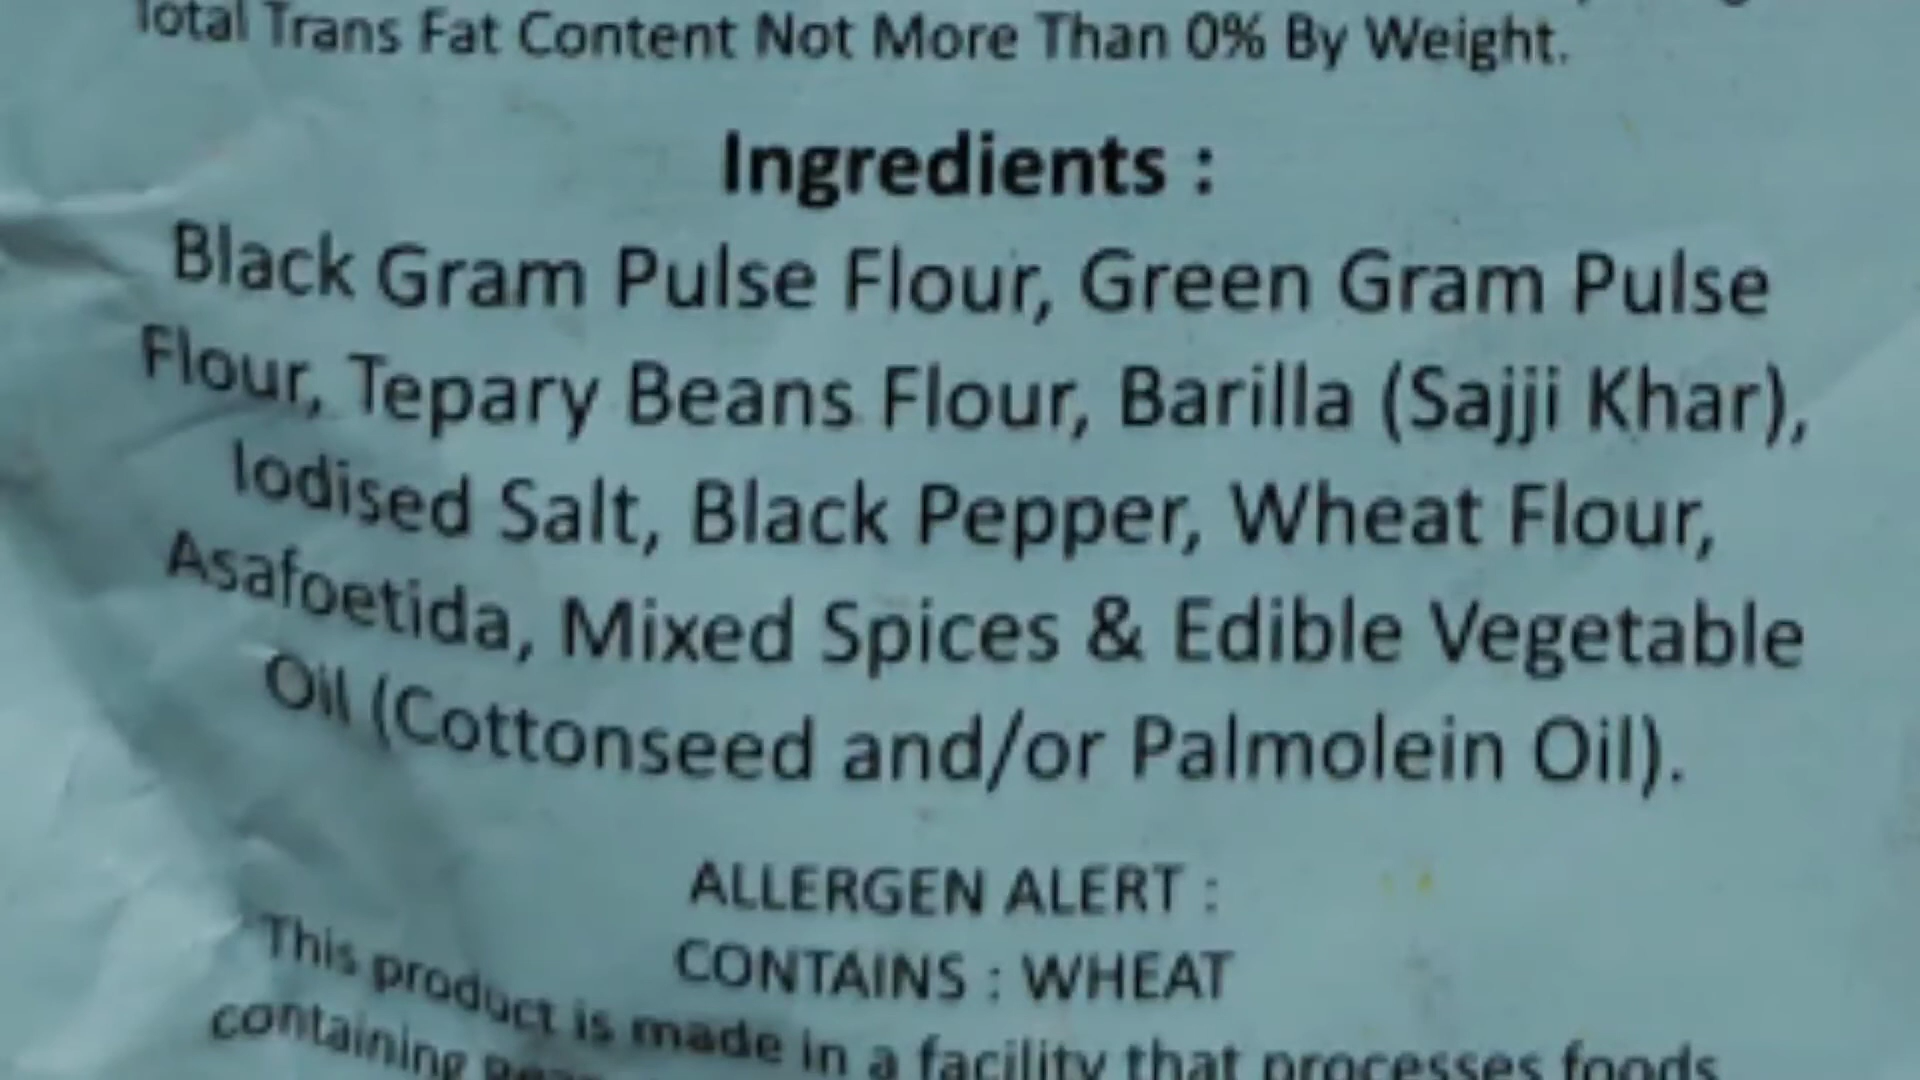 Total Trans Fat Content Not More Than 0% By Weight.
Ingredients :
Black Gram Pulse Flour, Green Gram Pulse
Flour, Tepary Beans Flour, Barilla (Sajji Khar),
Iodised Salt, Black Pepper, Wheat Flour,
Asafoetida, Mixed Spices & Edible Vegetable
Oil (Cottonseed and/or Palmolein Oil).
ALLERGEN ALERT :
CONTAINS : WHEAT
This product is made in a facility that processes foods
containing